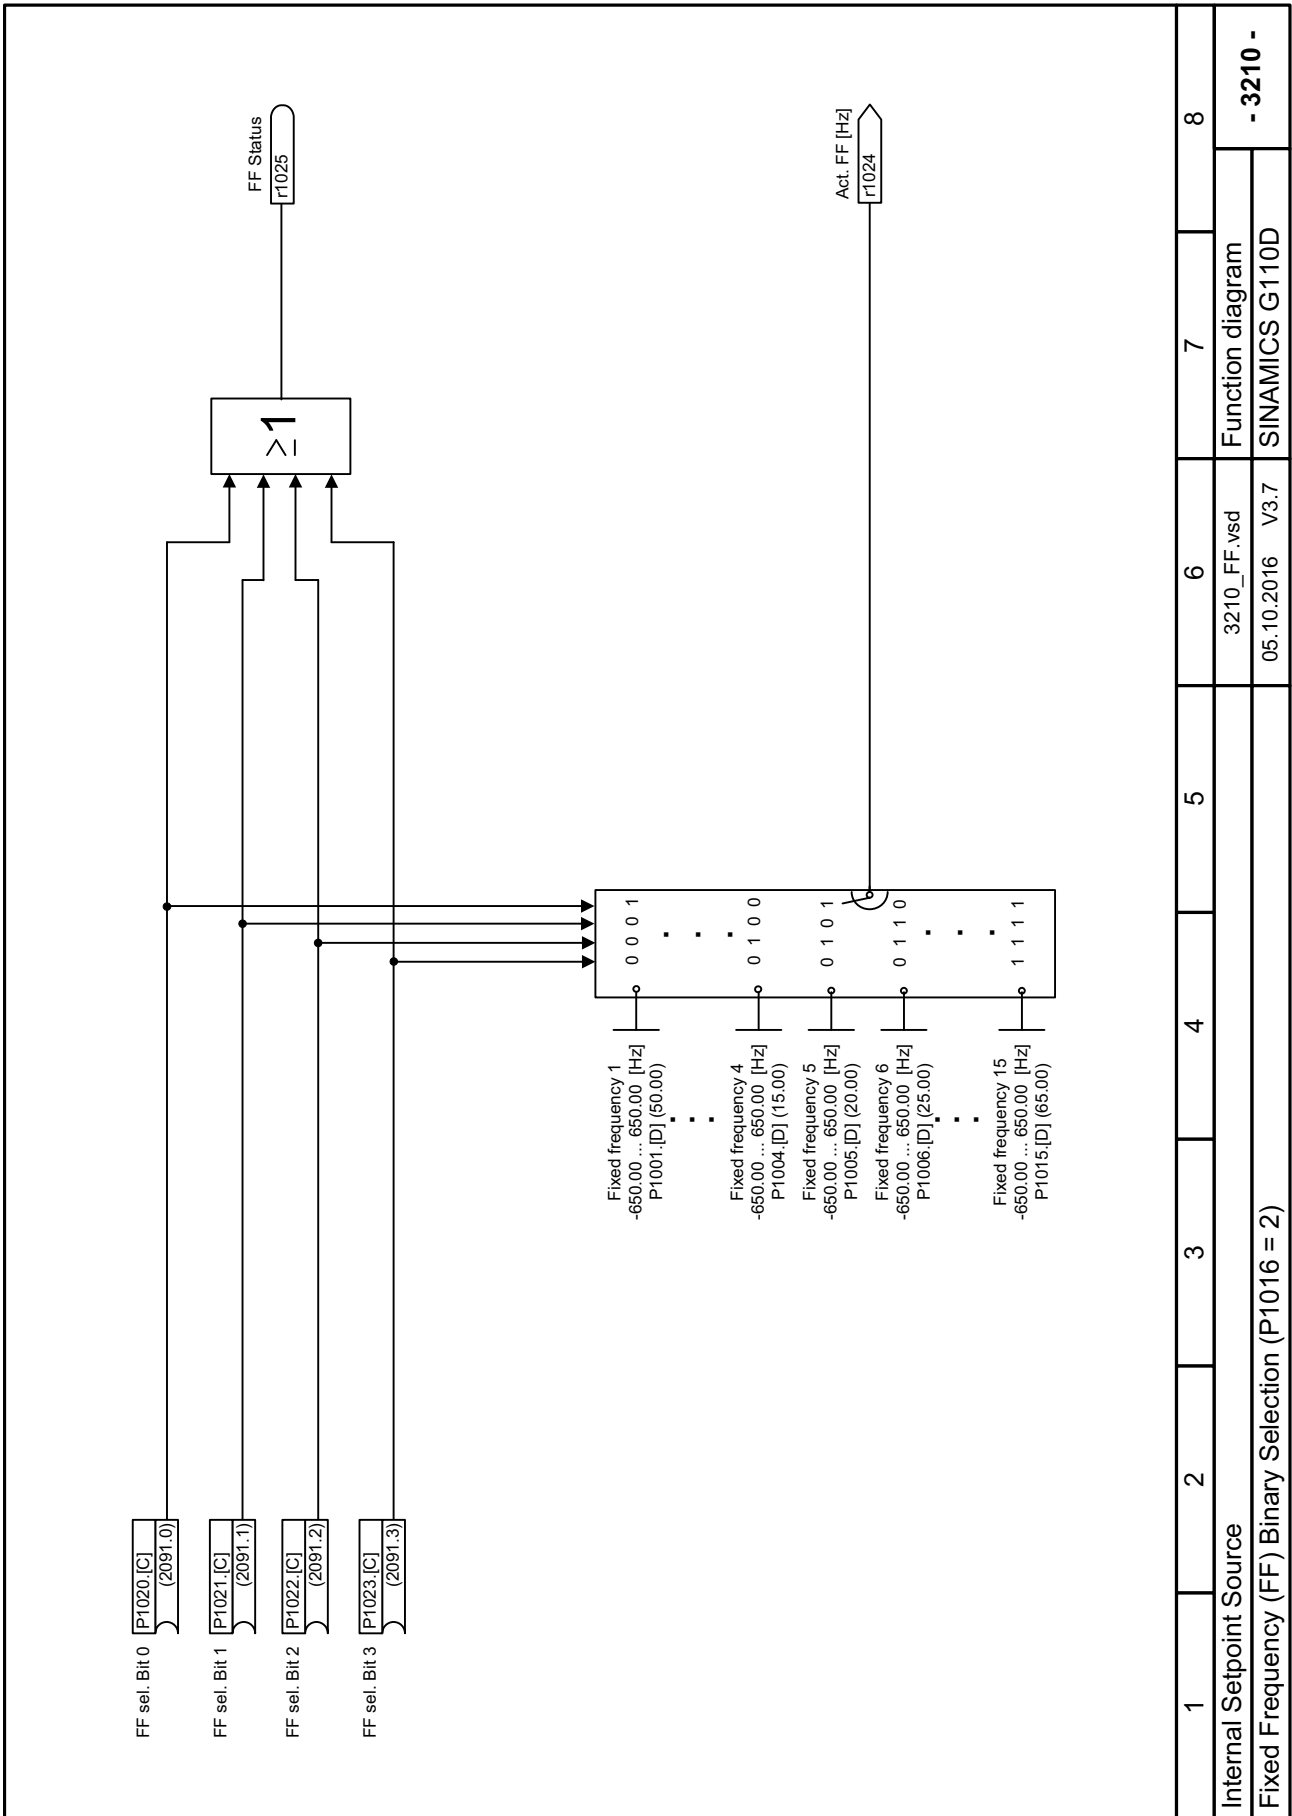 FF sel. Bit 0
P1020.[C]
(2091.0)
FF sel. Bit 1
P1021.[C]
(2091.1)
FF sel. Bit 2
P1022.[C]
(2091.2)
FF sel. Bit 3
P1023.[C]
(2091.3)
≥1
FF Status
r1025
Fixed frequency 1
-650.00 ... 650.00 [Hz]
P1001.[D] (50.00)
. . .
Fixed frequency 4
-650.00 ... 650.00 [Hz]
P1004.[D] (15.00)
Fixed frequency 5
-650.00 ... 650.00 [Hz]
P1005.[D] (20.00)
Fixed frequency 6
-650.00 ... 650.00 [Hz]
P1006.[D] (25.00)
. . .
Fixed frequency 15
-650.00 ... 650.00 [Hz]
P1015.[D] (65.00)
0 0 0 1
. . .
0 1 0 0
0 1 0 1
0 1 1 0
. . .
1 1 1 1
Act. FF [Hz]
r1024
1 2 3 4 5 6 7 8
Internal Setpoint Source
3210_FF.vsd
Function diagram
- 3210 -
Fixed Frequency (FF) Binary Selection (P1016 = 2)
05.10.2016 V3.7
SINAMICS G110D